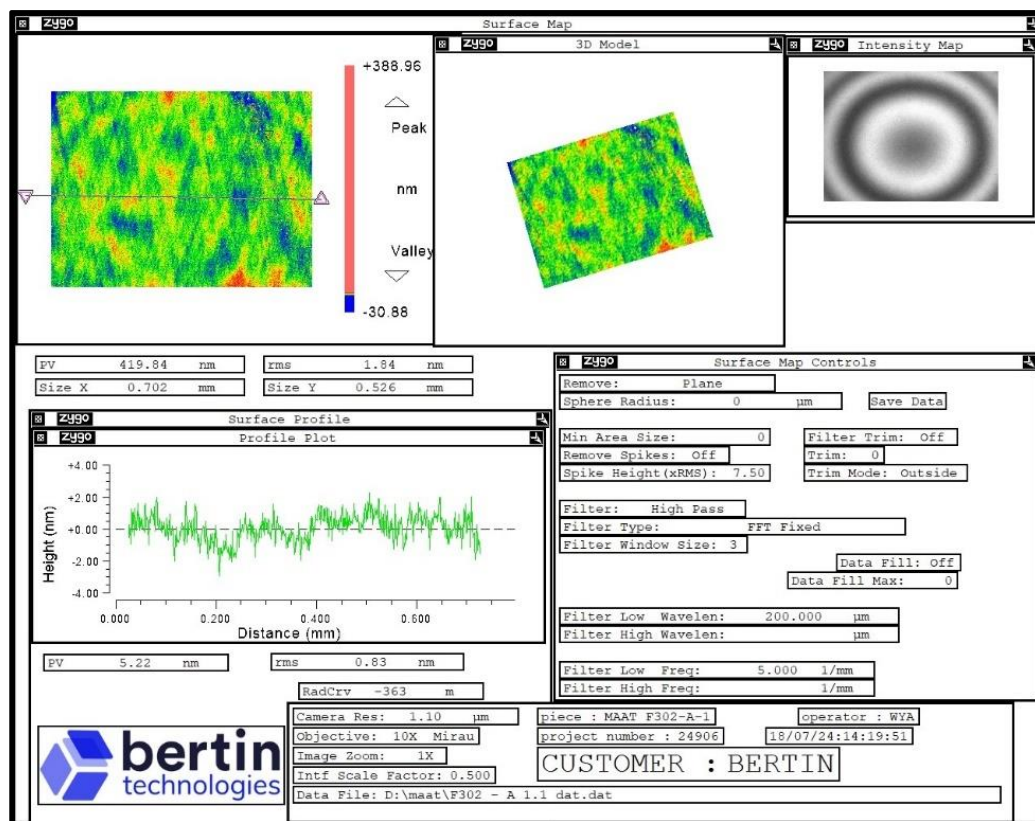 zygo Surface Map
+388.96
Peak
nm
Valley
-30.88
zygo 3D Model
zygo Intensity Map
PV 419.84 nm
rms 1.84 nm
Size X 0.702 mm
Size Y 0.526 mm
zygo Surface Profile
zygo Profile Plot
+4.00
+2.00
+0.00
-2.00
-4.00
Height (nm)
0.000 0.200 0.400 0.600
Distance (mm)
PV 5.22 nm
rms 0.83 nm
RadCrv -363 m
zygo Surface Map Controls
Remove: Plane
Sphere Radius: 0 µm
Save Data
Min Area Size: 0
Filter Trim: Off
Remove Spikes: Off
Trim: 0
Spike Height(xRMS): 7.50
Trim Mode: Outside
Filter: High Pass
Filter Type: FFT Fixed
Filter Window Size: 3
Data Fill: Off
Data Fill Max: 0
Filter Low Wavelen: 200.000 µm
Filter High Wavelen: µm
Filter Low Freq: 5.000 1/mm
Filter High Freq: 1/mm
Camera Res: 1.10 µm
piece : MAAT F302-A-1
operator : WYA
Objective: 10X Mirau
project number : 24906
18/07/24:14:19:51
Image Zoom: 1X
CUSTOMER : BERTIN
Intf Scale Factor: 0.500
Data File: D:\maat\F302 - A 1.1 dat.dat
bertin
technologies